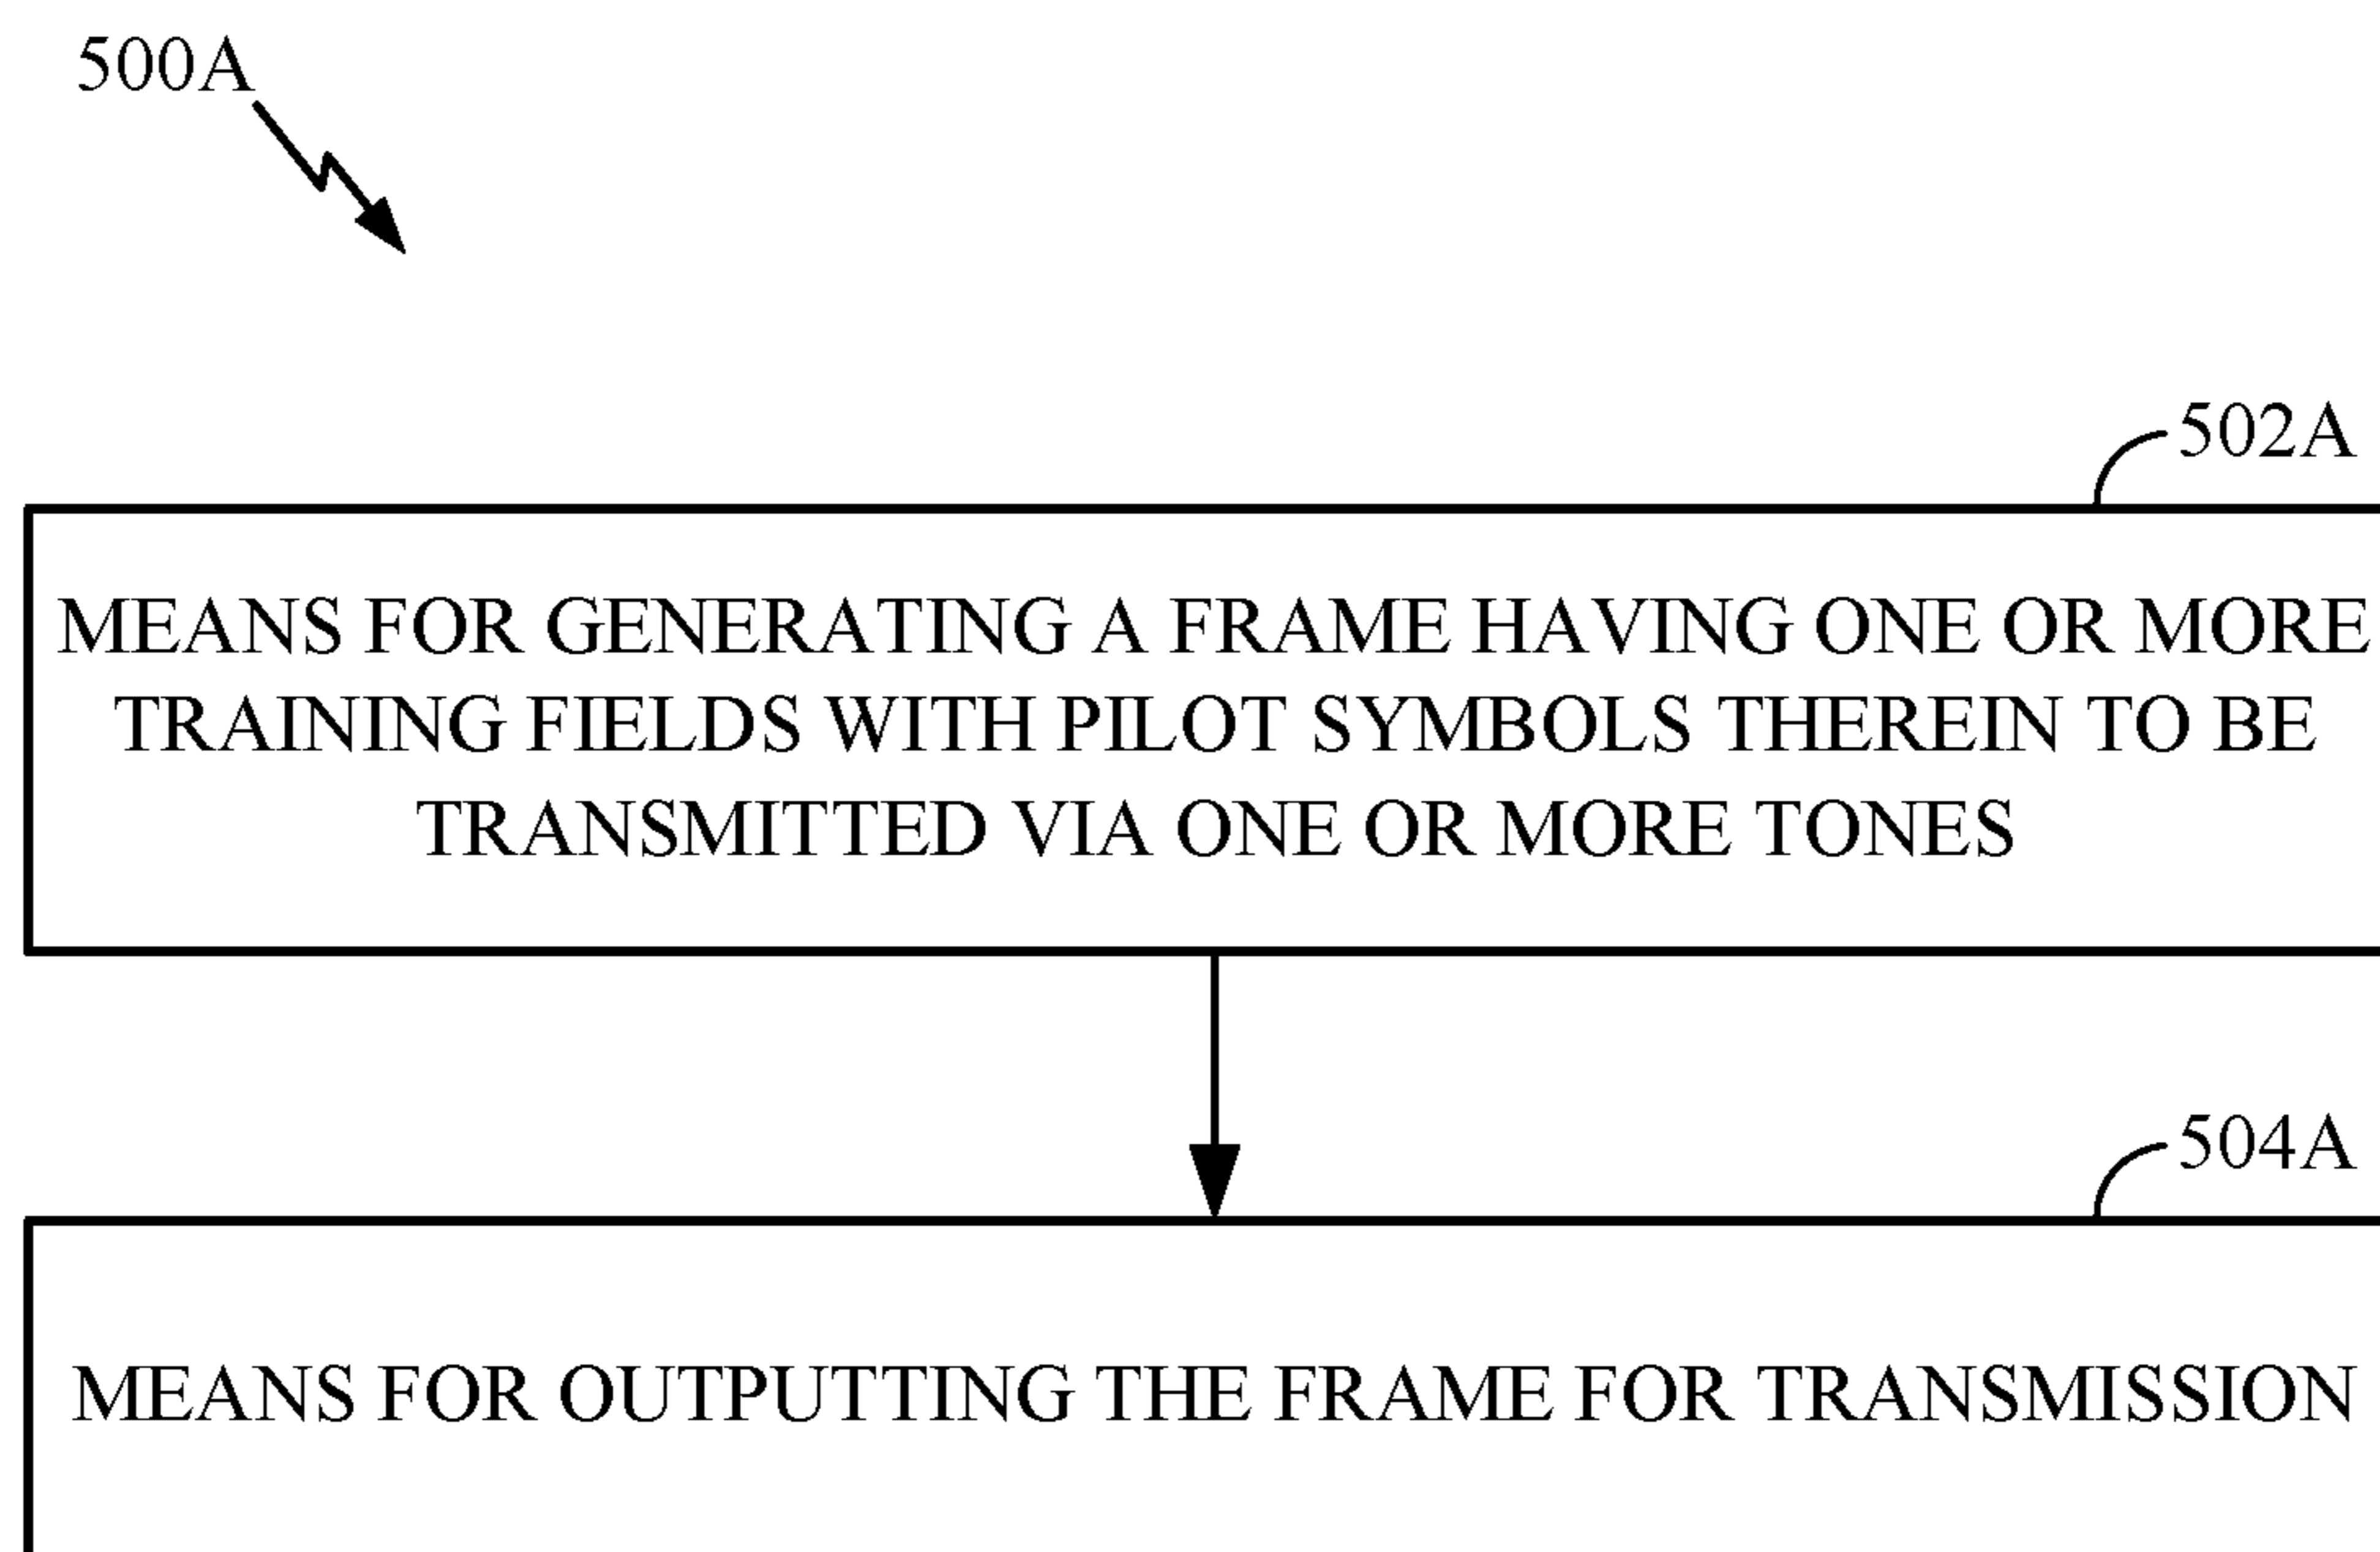 500A
502A
MEANS FOR GENERATING A FRAME HAVING ONE OR MORE
TRAINING FIELDS WITH PILOT SYMBOLS THEREIN TO BE
TRANSMITTED VIA ONE OR MORE TONES
504A
MEANS FOR OUTPUTTING THE FRAME FOR TRANSMISSION